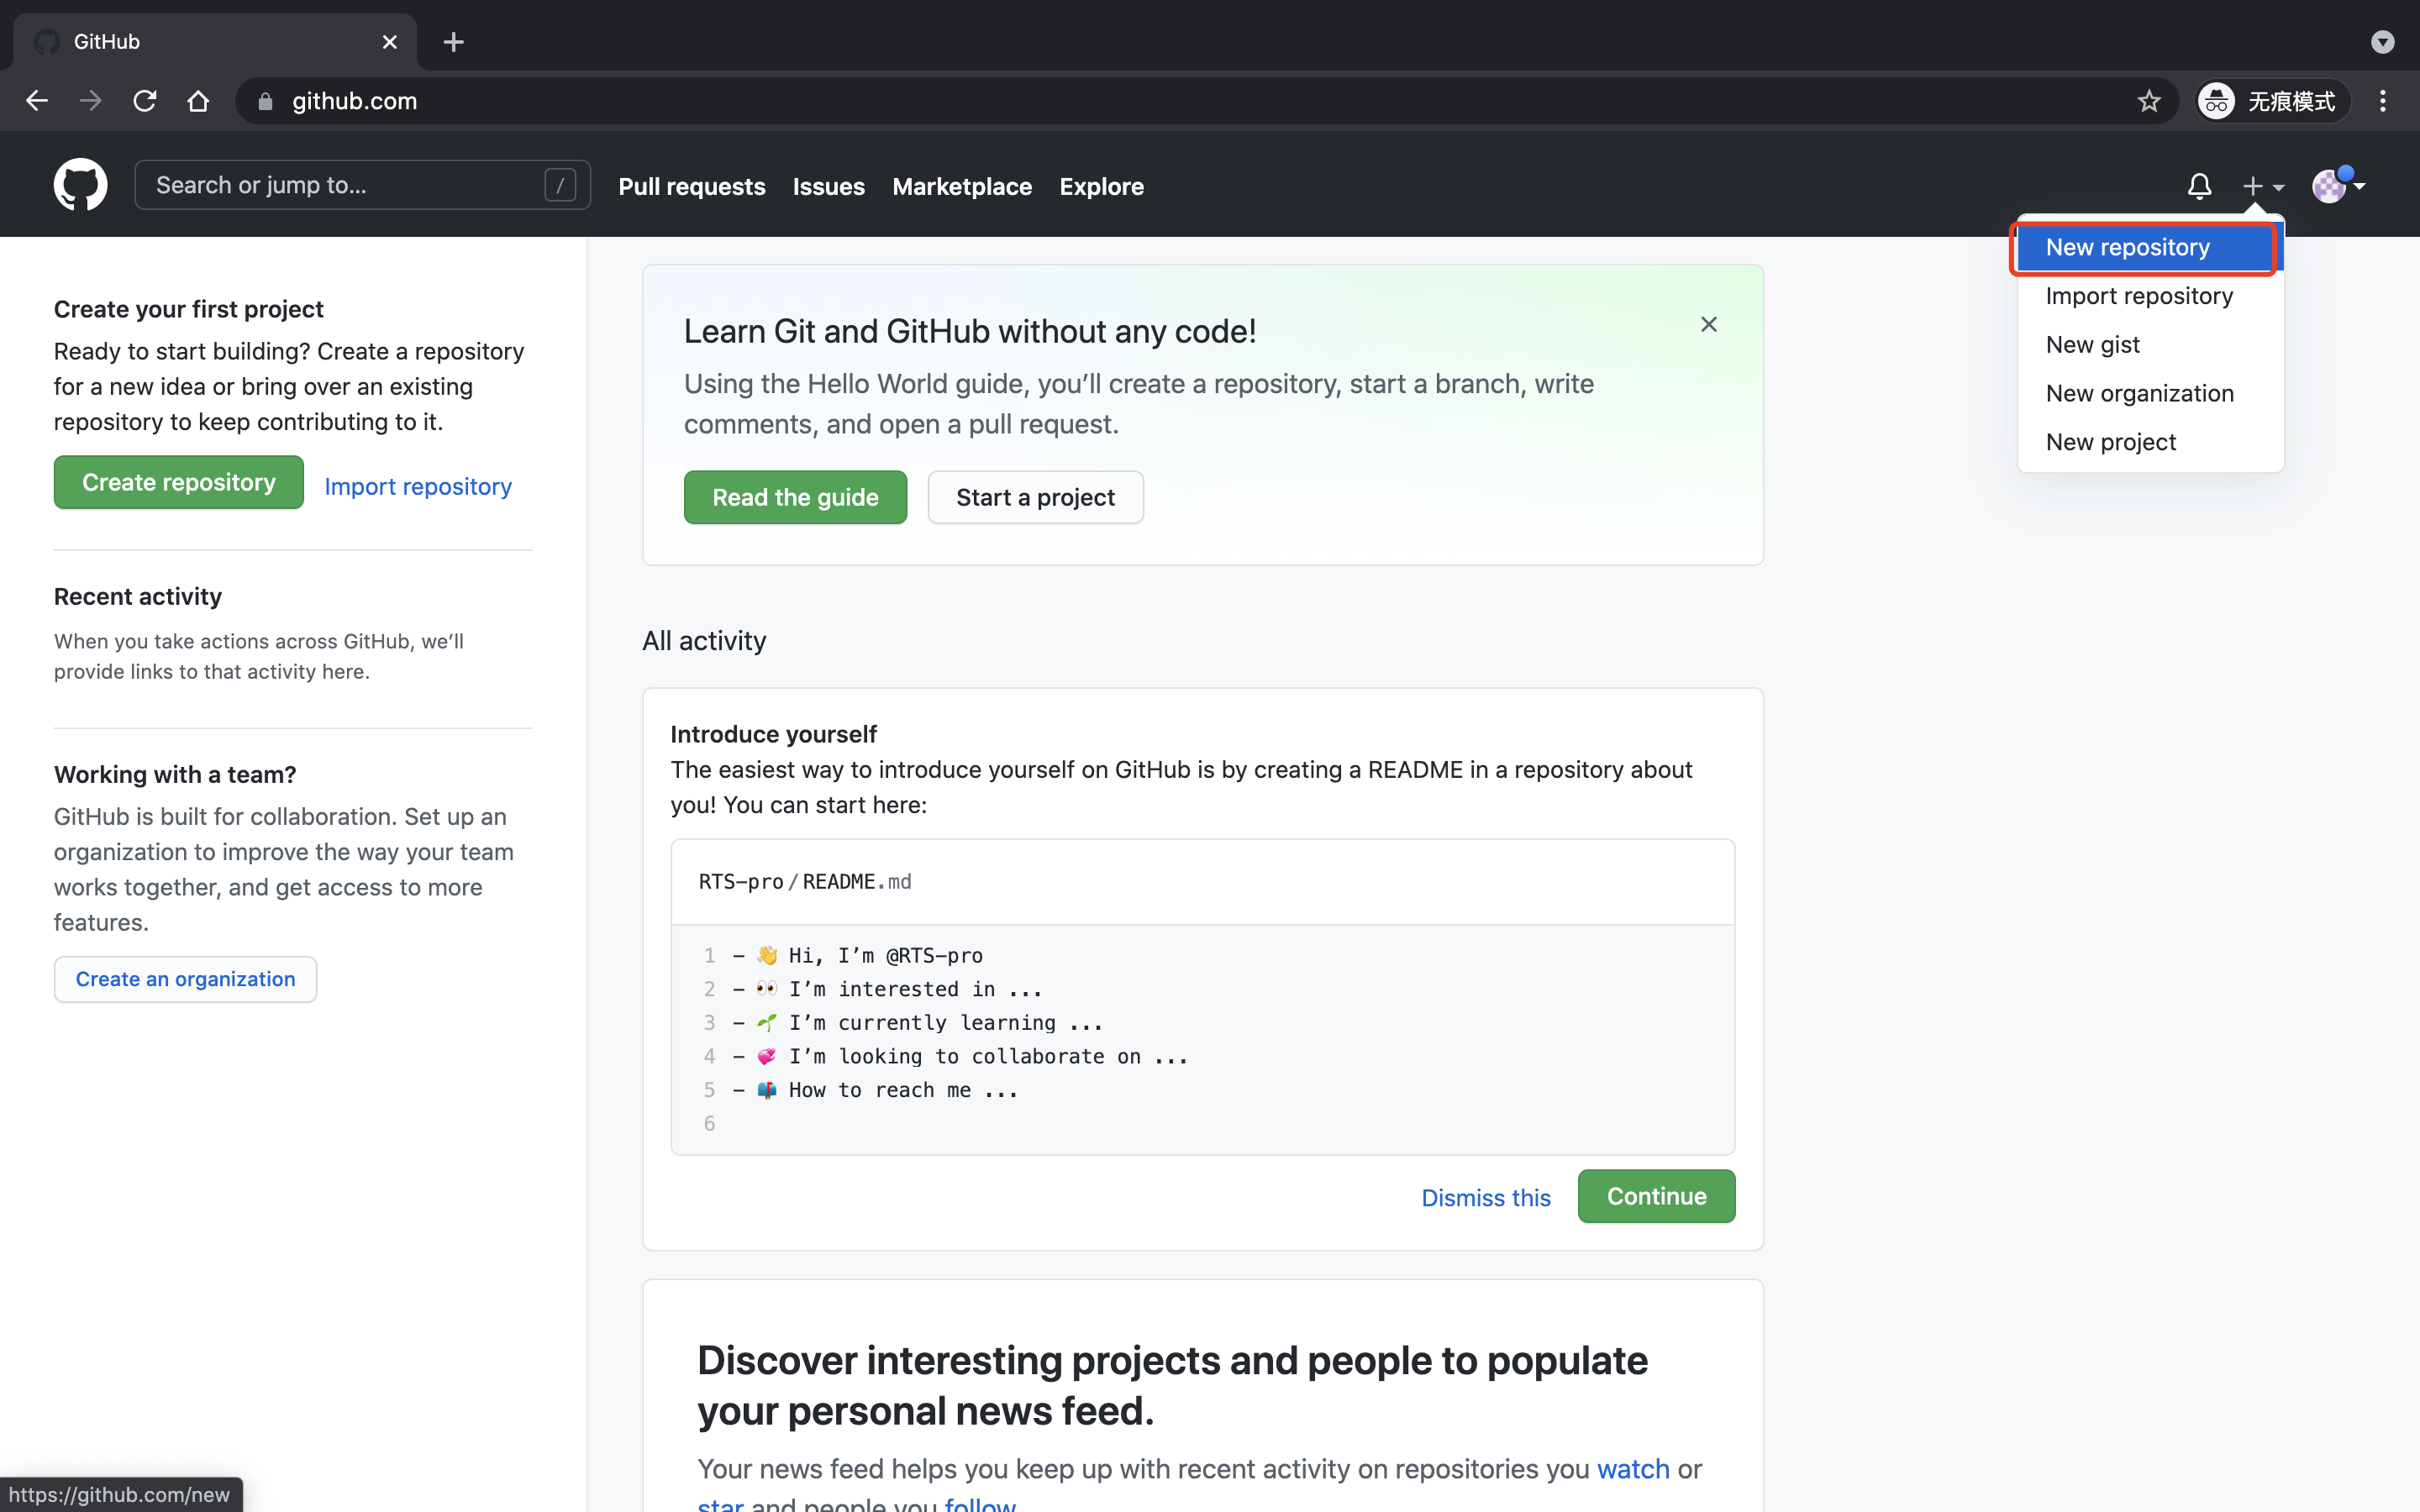 GitHub
github.com
无痕模式
Search or jump to...
/
Pull requests
Issues
Marketplace
Explore
New repository
Import repository
New gist
New organization
New project
Create your first project
Ready to start building? Create a repository
for a new idea or bring over an existing
repository to keep contributing to it.
Create repository
Import repository
Recent activity
When you take actions across GitHub, we’ll
provide links to that activity here.
Working with a team?
GitHub is built for collaboration. Set up an
organization to improve the way your team
works together, and get access to more
features.
Create an organization
Learn Git and GitHub without any code!
Using the Hello World guide, you’ll create a repository, start a branch, write
comments, and open a pull request.
Read the guide
Start a project
All activity
Introduce yourself
The easiest way to introduce yourself on GitHub is by creating a README in a repository about
you! You can start here:
RTS-pro/README.md
1 - 👋 Hi, I’m @RTS-pro
2 - 👀 I’m interested in ...
3 - 🌱 I’m currently learning ...
4 - 💞️ I’m looking to collaborate on ...
5 - 📫 How to reach me ...
6
Dismiss this
Continue
Discover interesting projects and people to populate
your personal news feed.
Your news feed helps you keep up with recent activity on repositories you watch or
star and people you follow.
https://github.com/new